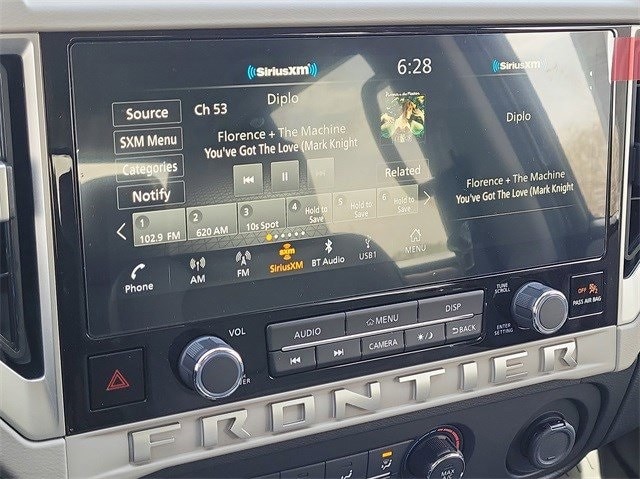 SiriusXM
6:28
SiriusXM
Source
Ch 53
Diplo
Diplo
SXM Menu
Florence + The Machine
You've Got The Love (Mark Knight
Categories
Related
Florence + The Machine
You've Got The Love (Mark Knight
Notify
1
102.9 FM
2
620 AM
3
10s Spot
4 Hold to Save
5 Hold to Save
6 Hold to Save
Phone
AM
FM
sxm
SiriusXM
BT Audio
USB1
MENU
VOL
AUDIO
MENU
DISP
CAMERA
BACK
TUNE
SCROLL
ENTER
SETTING
OFF
PASS AIR BAG
FRONTIER
MAX
A/C